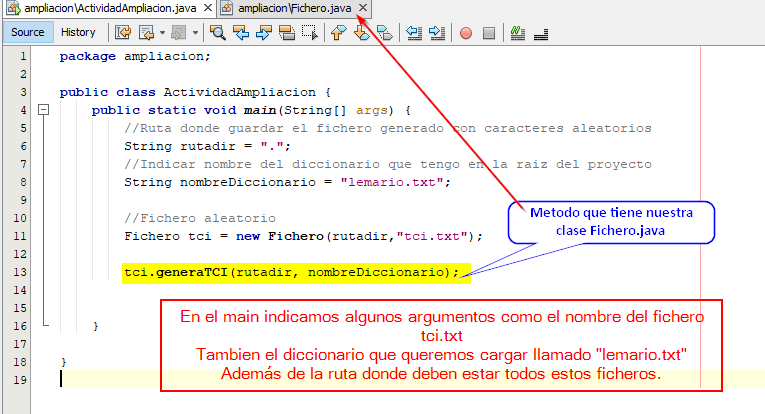 ampliacion\ActividadAmpliacion.java
ampliacion\Fichero.java
Source History
1 package ampliacion;
2
3 public class ActividadAmpliacion {
4 public static void main(String[] args) {
5 //Ruta donde guardar el fichero generado con caracteres aleatorios
6 String rutadir = ".";
7 //Indicar nombre del diccionario que tengo en la raiz del proyecto
8 String nombreDiccionario = "lemario.txt";
9
10 //Fichero aleatorio
11 Fichero tci = new Fichero(rutadir,"tci.txt");
12
13 tci.generaTCI(rutadir, nombreDiccionario);
14
15
16 }
17
18 }
19
Metodo que tiene nuestra
clase Fichero.java
En el main indicamos algunos argumentos como el nombre del fichero
tci.txt
Tambien el diccionario que queremos cargar llamado "lemario.txt"
Además de la ruta donde deben estar todos estos ficheros.